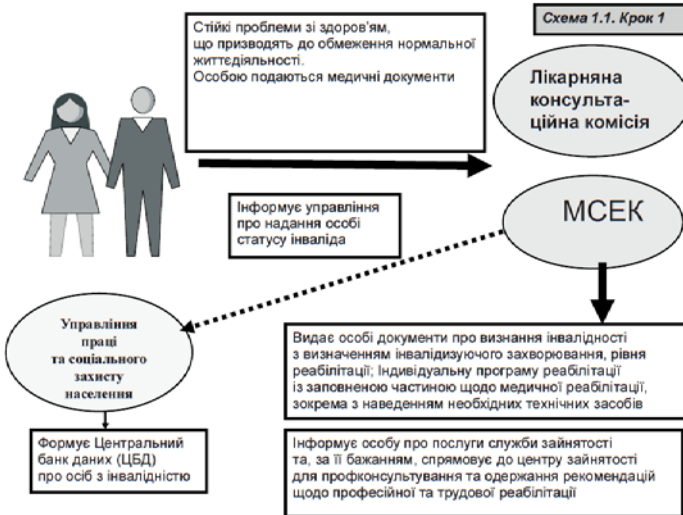 Схема 1.1. Крок 1
Стійкі проблеми зі здоров'ям,
що призводять до обмеження нормальної
життєдіяльності.
Особою подаються медичні документи
Лікарняна
консульта-
ційна комісія
Інформує управління
про надання особі
статусу інваліда
МСЕК
Управління
праці
та соціального
захисту
населення
Видає особі документи про визнання інвалідності
з визначенням інвалідизуючого захворювання, рівня
реабілітації; Індивідуальну програму реабілітації
із заповненою частиною щодо медичної реабілітації,
зокрема з наведенням необхідних технічних засобів
Формує Центральний
банк даних (ЦБД)
про осіб з інвалідністю
Інформує особу про послуги служби зайнятості
та, за її бажанням, спрямовує до центру зайнятості
для профконсультування та одержання рекомендацій
щодо професійної та трудової реабілітації